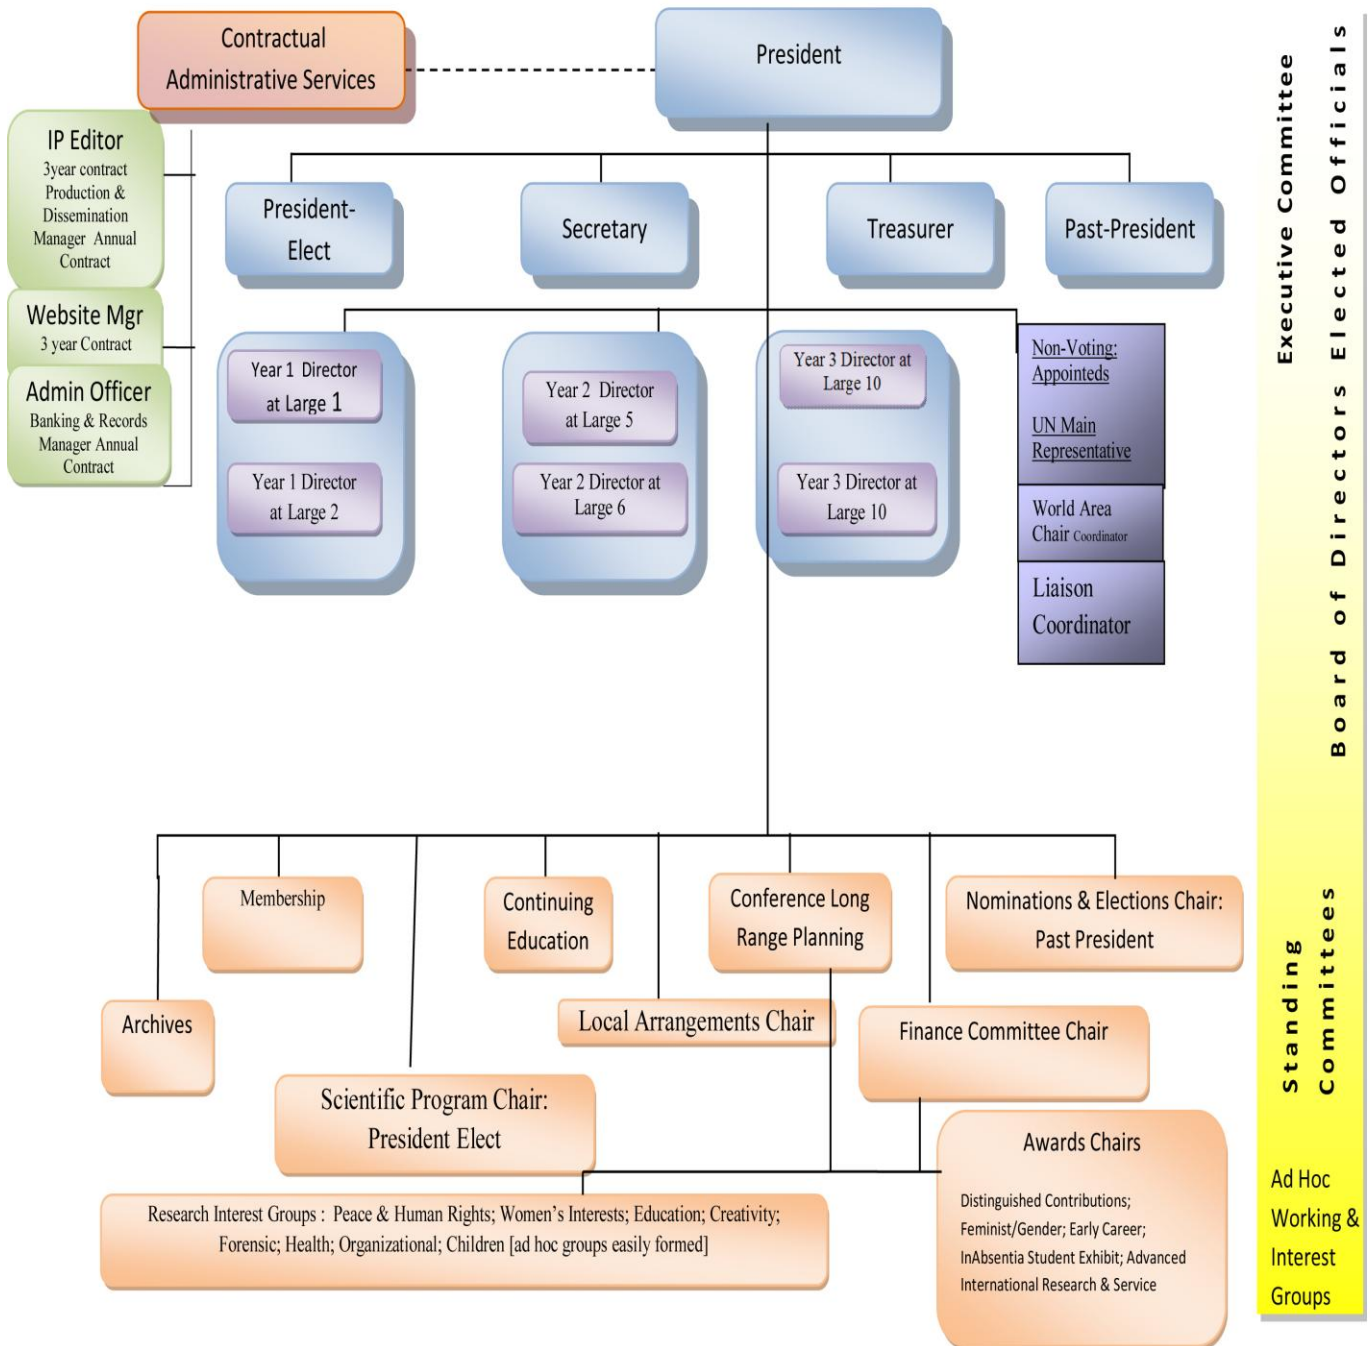 Contractual
Administrative Services
President
IP Editor
3year contract
Production &
Dissemination
Manager  Annual
Contract
Website Mgr
3 year Contract
Admin Officer
Banking & Records
Manager Annual
Contract
President-
Elect
Secretary
Treasurer
Past-President
Year 1  Director
at Large 1
Year 1 Director
at Large 2
Year 2  Director
at Large 5
Year 2 Director at
Large 6
Year 3 Director at
Large 10
Year 3 Director at
Large 10
Non-Voting:
Appointeds
UN Main
Representative
World Area
Chair Coordinator
Liaison
Coordinator
Executive Committee
Board of Directors Elected Officials
Membership
Continuing
Education
Conference Long
Range Planning
Nominations & Elections Chair:
Past President
Archives
Local Arrangements Chair
Finance Committee Chair
Scientific Program Chair:
President Elect
Standing
Committees
Awards Chairs
Distinguished Contributions;
Feminist/Gender; Early Career;
InAbsentia Student Exhibit; Advanced
International Research & Service
Research Interest Groups :  Peace & Human Rights; Women's Interests; Education; Creativity;
Forensic; Health; Organizational; Children [ad hoc groups easily formed]
Ad Hoc
Working &
Interest
Groups